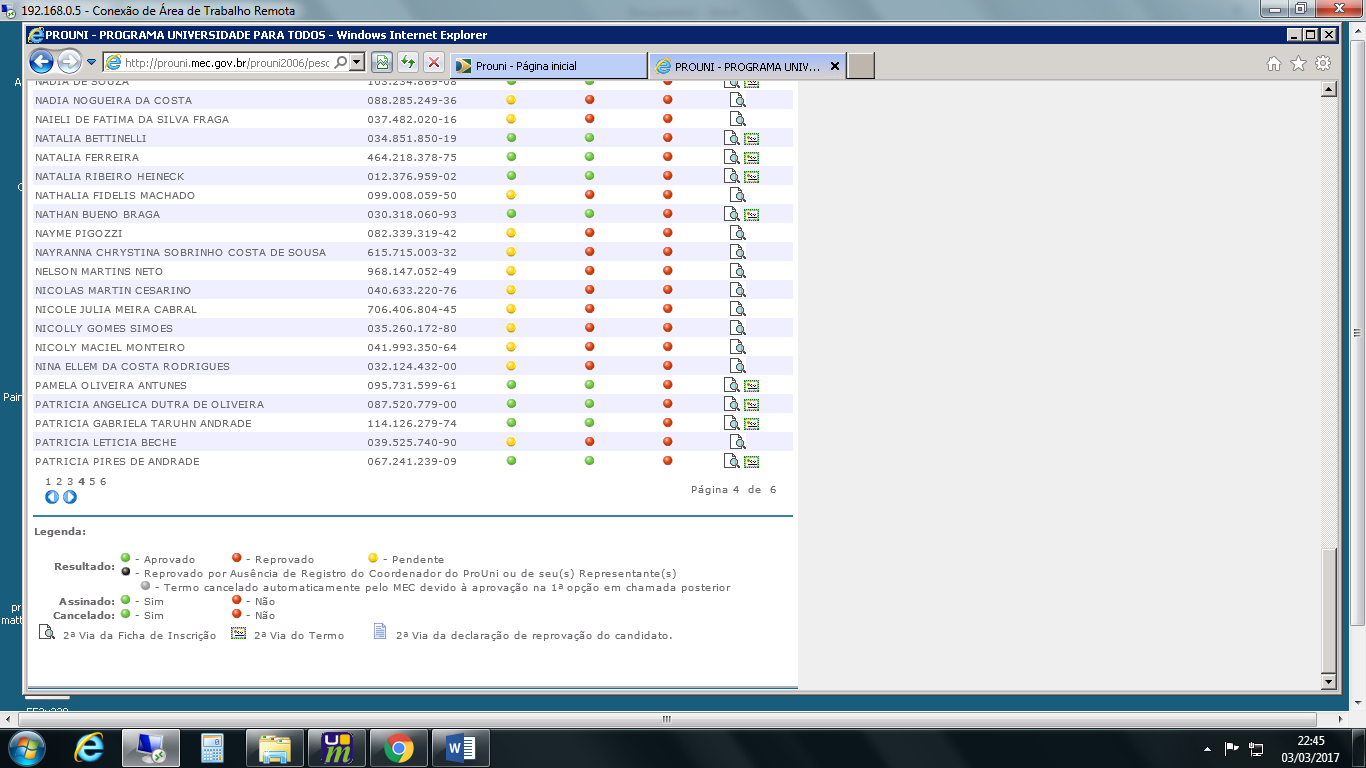 192.168.0.5 - Conexão de Área de Trabalho Remota
PROUNI - PROGRAMA UNIVERSIDADE PARA TODOS - Windows Internet Explorer
http://prouni.mec.gov.br/prouni2006/pesc
Prouni - Página inicial
PROUNI - PROGRAMA UNIV...
NADIA DE SOUZA 103.234.869-08
NADIA NOGUEIRA DA COSTA 088.285.249-36
NAIELI DE FATIMA DA SILVA FRAGA 037.482.020-16
NATALIA BETTINELLI 034.851.850-19
NATALIA FERREIRA 464.218.378-75
NATALIA RIBEIRO HEINECK 012.376.959-02
NATHALIA FIDELIS MACHADO 099.008.059-50
NATHAN BUENO BRAGA 030.318.060-93
NAYME PIGOZZI 082.339.319-42
NAYRANNA CHRYSTINA SOBRINHO COSTA DE SOUSA 615.715.003-32
NELSON MARTINS NETO 968.147.052-49
NICOLAS MARTIN CESARINO 040.633.220-76
NICOLE JULIA MEIRA CABRAL 706.406.804-45
NICOLLY GOMES SIMOES 035.260.172-80
NICOLY MACIEL MONTEIRO 041.993.350-64
NINA ELLEM DA COSTA RODRIGUES 032.124.432-00
PAMELA OLIVEIRA ANTUNES 095.731.599-61
PATRICIA ANGELICA DUTRA DE OLIVEIRA 087.520.779-00
PATRICIA GABRIELA TARUHN ANDRADE 114.126.279-74
PATRICIA LETICIA BECHE 039.525.740-90
PATRICIA PIRES DE ANDRADE 067.241.239-09
1 2 3 4 5 6
Página 4 de 6
Legenda:
Resultado: - Aprovado - Reprovado - Pendente
- Reprovado por Ausência de Registro do Coordenador do ProUni ou de seu(s) Representante(s)
- Termo cancelado automaticamente pelo MEC devido à aprovação na 1ª opção em chamada posterior
Assinado: - Sim - Não
Cancelado: - Sim - Não
2ª Via da Ficha de Inscrição 2ª Via do Termo 2ª Via da declaração de reprovação do candidato.
Pain
pr
matt
22:45
03/03/2017